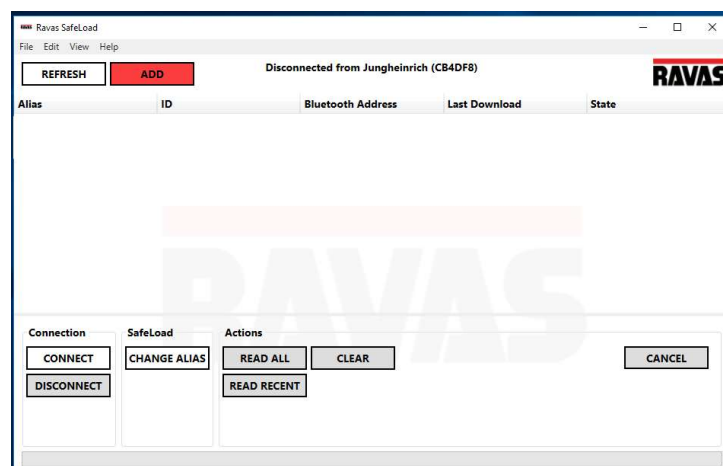 Ravas SafeLoad
File Edit View Help
REFRESH ADD Disconnected from Jungheinrich (CB4DF8) RAVAS
Alias ID Bluetooth Address Last Download State
RAVAS
Connection SafeLoad Actions
CONNECT CHANGE ALIAS READ ALL CLEAR CANCEL
DISCONNECT READ RECENT